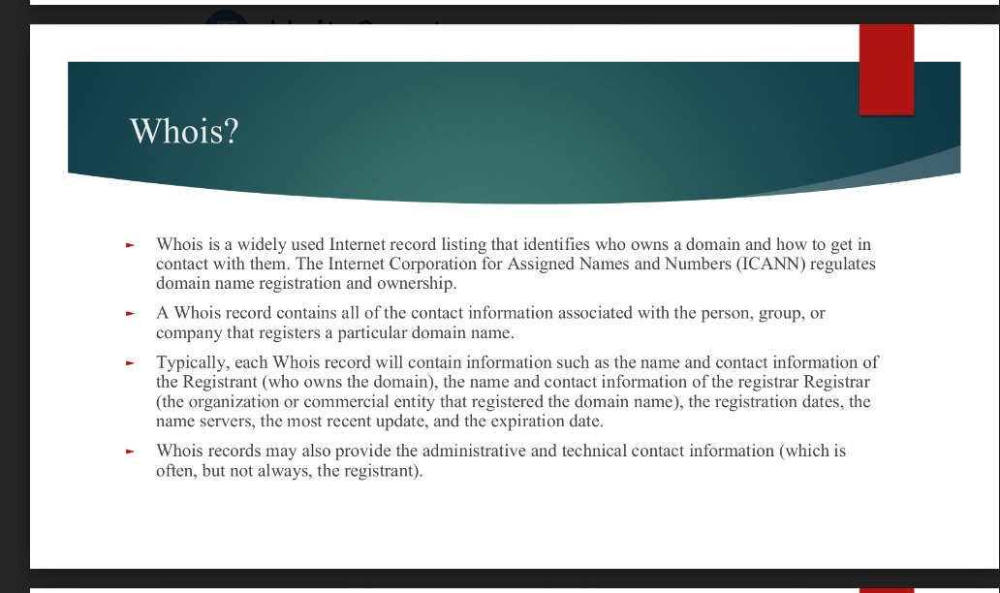 Whois?
► Whois is a widely used Internet record listing that identifies who owns a domain and how to get in
contact with them. The Internet Corporation for Assigned Names and Numbers (ICANN) regulates
domain name registration and ownership.
► A Whois record contains all of the contact information associated with the person, group, or
company that registers a particular domain name.
► Typically, each Whois record will contain information such as the name and contact information of
the Registrant (who owns the domain), the name and contact information of the registrar Registrar
(the organization or commercial entity that registered the domain name), the registration dates, the
name servers, the most recent update, and the expiration date.
► Whois records may also provide the administrative and technical contact information (which is
often, but not always, the registrant).